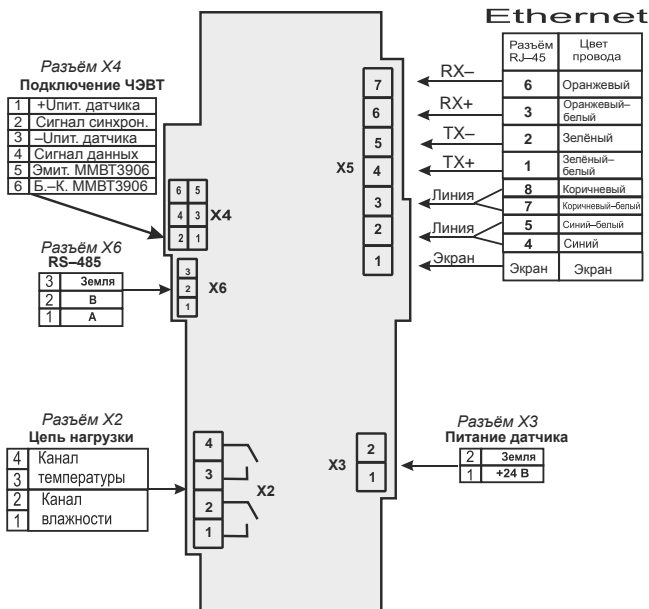 Ethernet
Разъём X4
Подключение ЧЭВТ
1 +Uпит. датчика
2 Сигнал синхрон.
3 –Uпит. датчика
4 Сигнал данных
5 Эмит. MMBT3906
6 Б.–К. MMBT3906
Разъём RJ–45
Цвет провода
RX– 6 Оранжевый
RX+ 3 Оранжевый–белый
TX– 2 Зелёный
TX+ 1 Зелёный–белый
Линия 8 Коричневый
7 Коричневый–белый
Линия 5 Синий–белый
4 Синий
Экран Экран Экран
7
6
5
4
3
2
1
X5
6 5
4 3
2 1
X4
Разъём X6
RS–485
3 Земля
2 B
1 A
3
2
1
X6
Разъём X2
Цепь нагрузки
4 Канал
3 температуры
2 Канал
1 влажности
4
3
2
1
X2
X3
2
1
Разъём X3
Питание датчика
2 Земля
1 +24 В